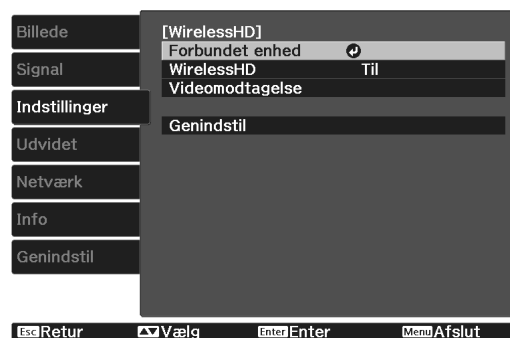 Billede
Signal
Indstillinger
Udvidet
Netværk
Info
Genindstil
[WirelessHD]
Forbundet enhed
WirelessHD Til
Videomodtagelse
Genindstil
Esc Retur Vælg Enter Enter Menu Afslut